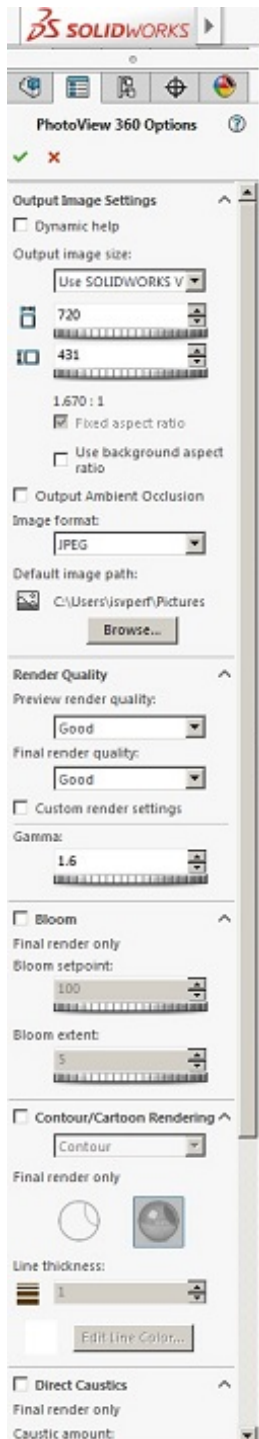 SOLIDWORKS
PhotoView 360 Options
Output Image Settings
Dynamic help
Output image size:
Use SOLIDWORKS V
720
431
1.670 : 1
Fixed aspect ratio
Use background aspect
ratio
Output Ambient Occlusion
Image format:
JPEG
Default image path:
C:\Users\isvperf\Pictures
Browse...
Render Quality
Preview render quality:
Good
Final render quality:
Good
Custom render settings
Gamma:
1.6
Bloom
Final render only
Bloom setpoint:
100
Bloom extent:
5
Contour/Cartoon Rendering
Contour
Final render only
Line thickness:
1
Edit Line Color...
Direct Caustics
Final render only
Caustic amount: